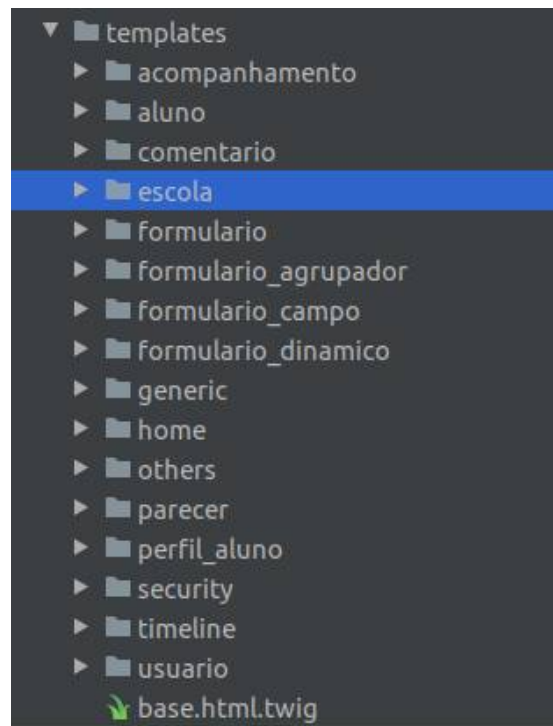 templates
acompanhamento
aluno
comentario
escola
formulario
formulario_agrupador
formulario_campo
formulario_dinamico
generic
home
others
parecer
perfil_aluno
security
timeline
usuario
base.html.twig